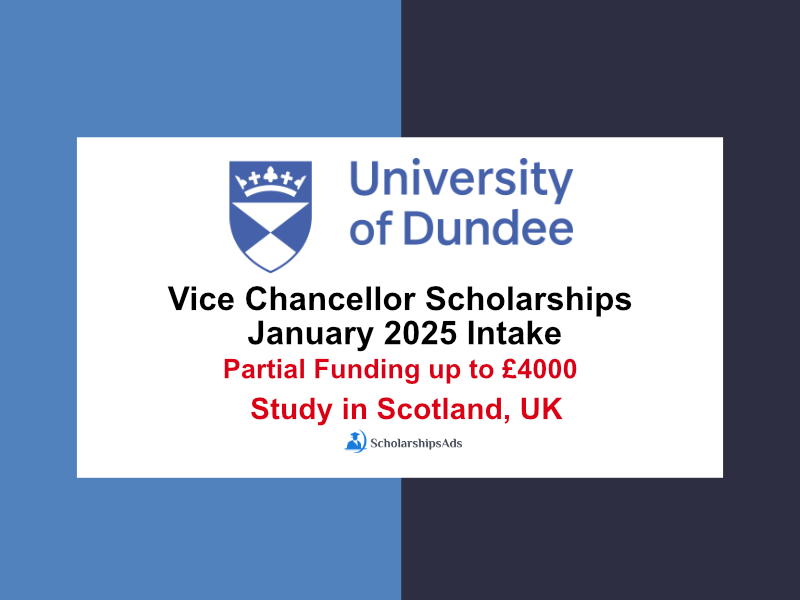 University
of Dundee
Vice Chancellor Scholarships
January 2025 Intake
Partial Funding up to £4000
Study in Scotland, UK
ScholarshipsAds